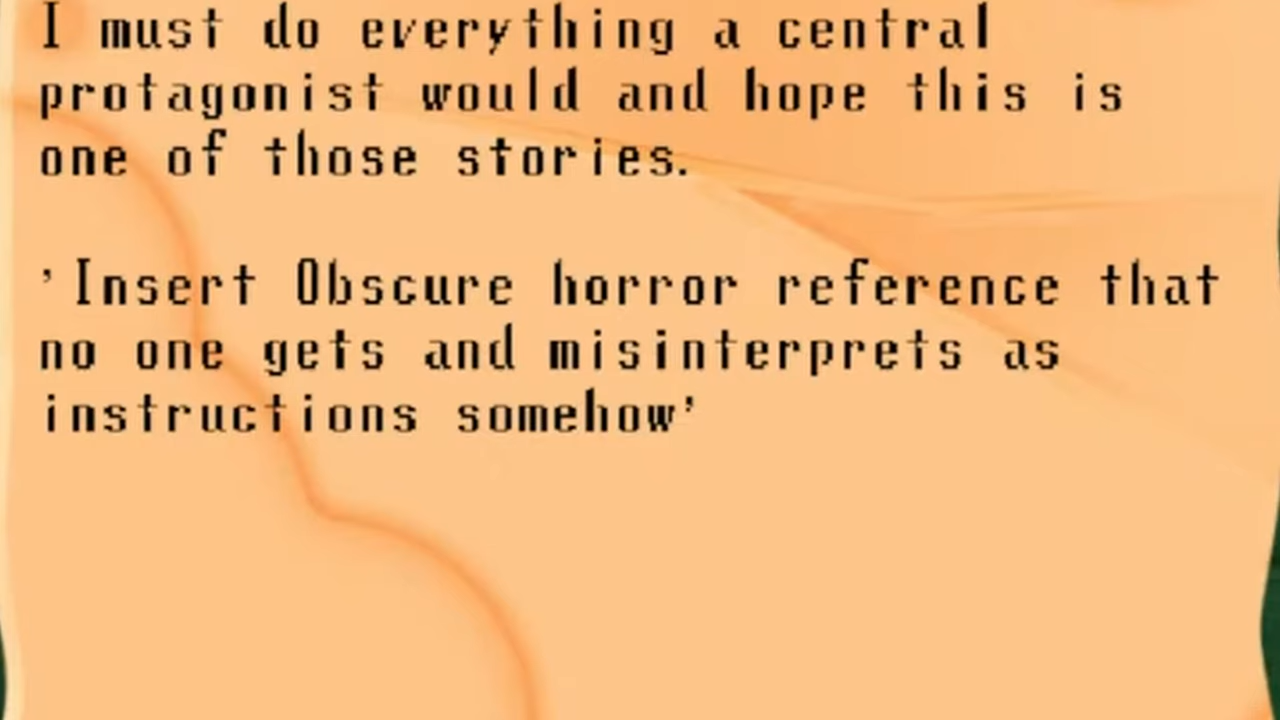 I must do everything a central
protagonist would and hope this is
one of those stories.
'Insert Obscure horror reference that
no one gets and misinterprets as
instructions somehow'